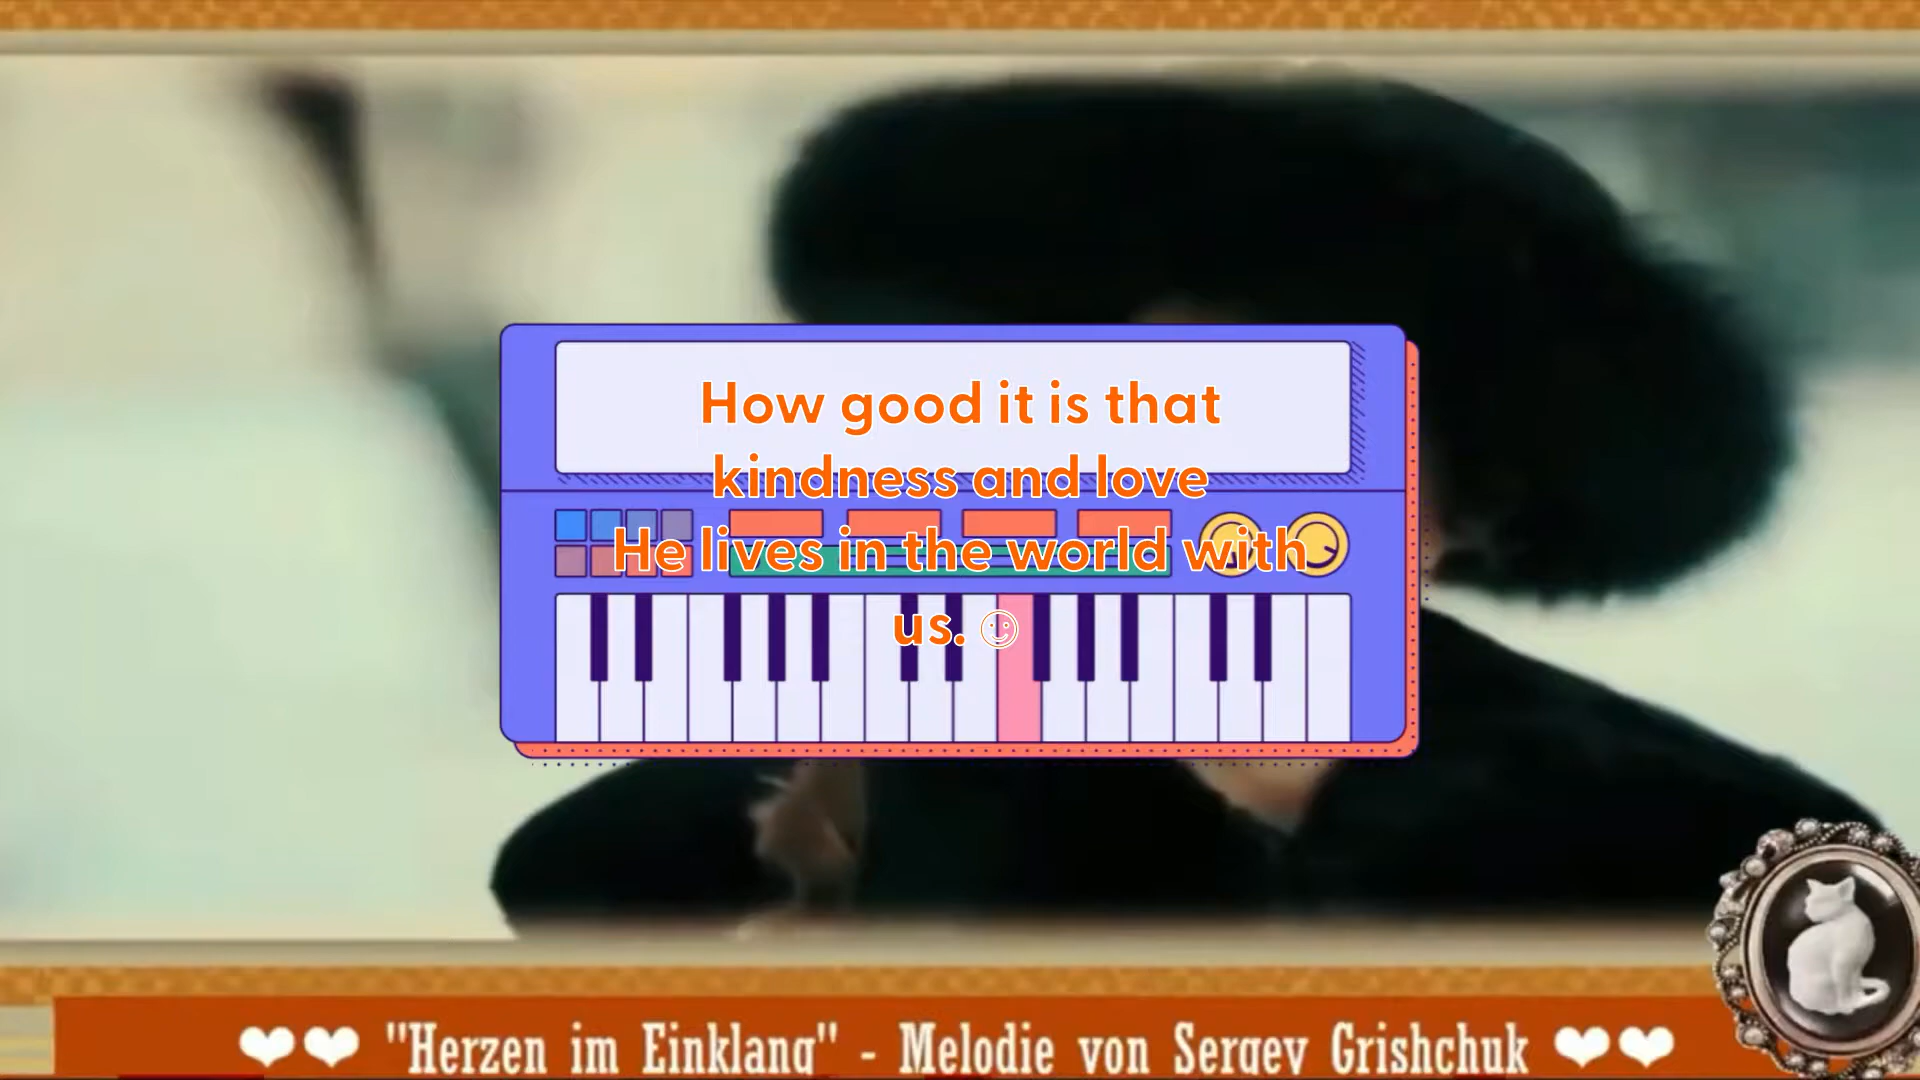 How good it is that
kindness and love
He lives in the world with
us. ☺
❤❤ "Herzen im Einklang" - Melodie von Sergey Grishchuk ❤❤